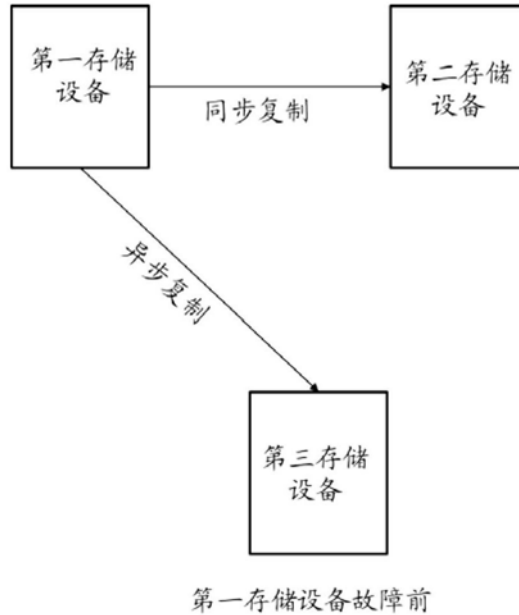 第一存储
设备
第二存储
设备
同步复制
异步复制
第三存储
设备
第一存储设备故障前